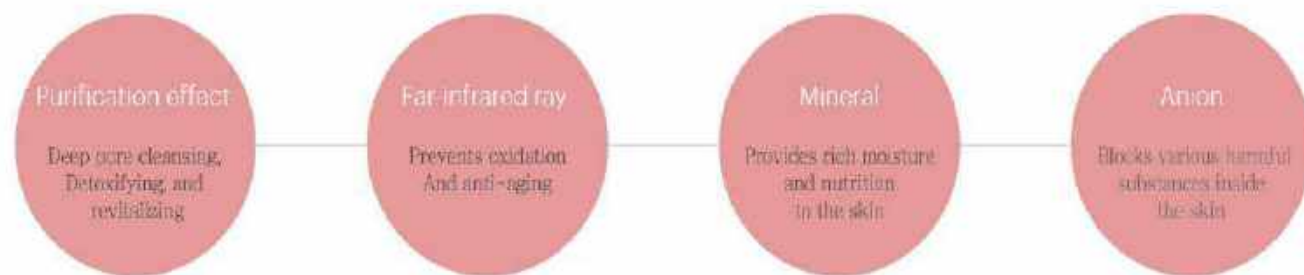 Purification effect
Deep pore cleansing,
Detoxifying, and
revitalizing
Far infrared ray
Prevents oxidation
And anti-aging
Mineral
Provides rich moisture
and nutrition
to the skin
Anion
Blocks various harmful
substances inside
the skin